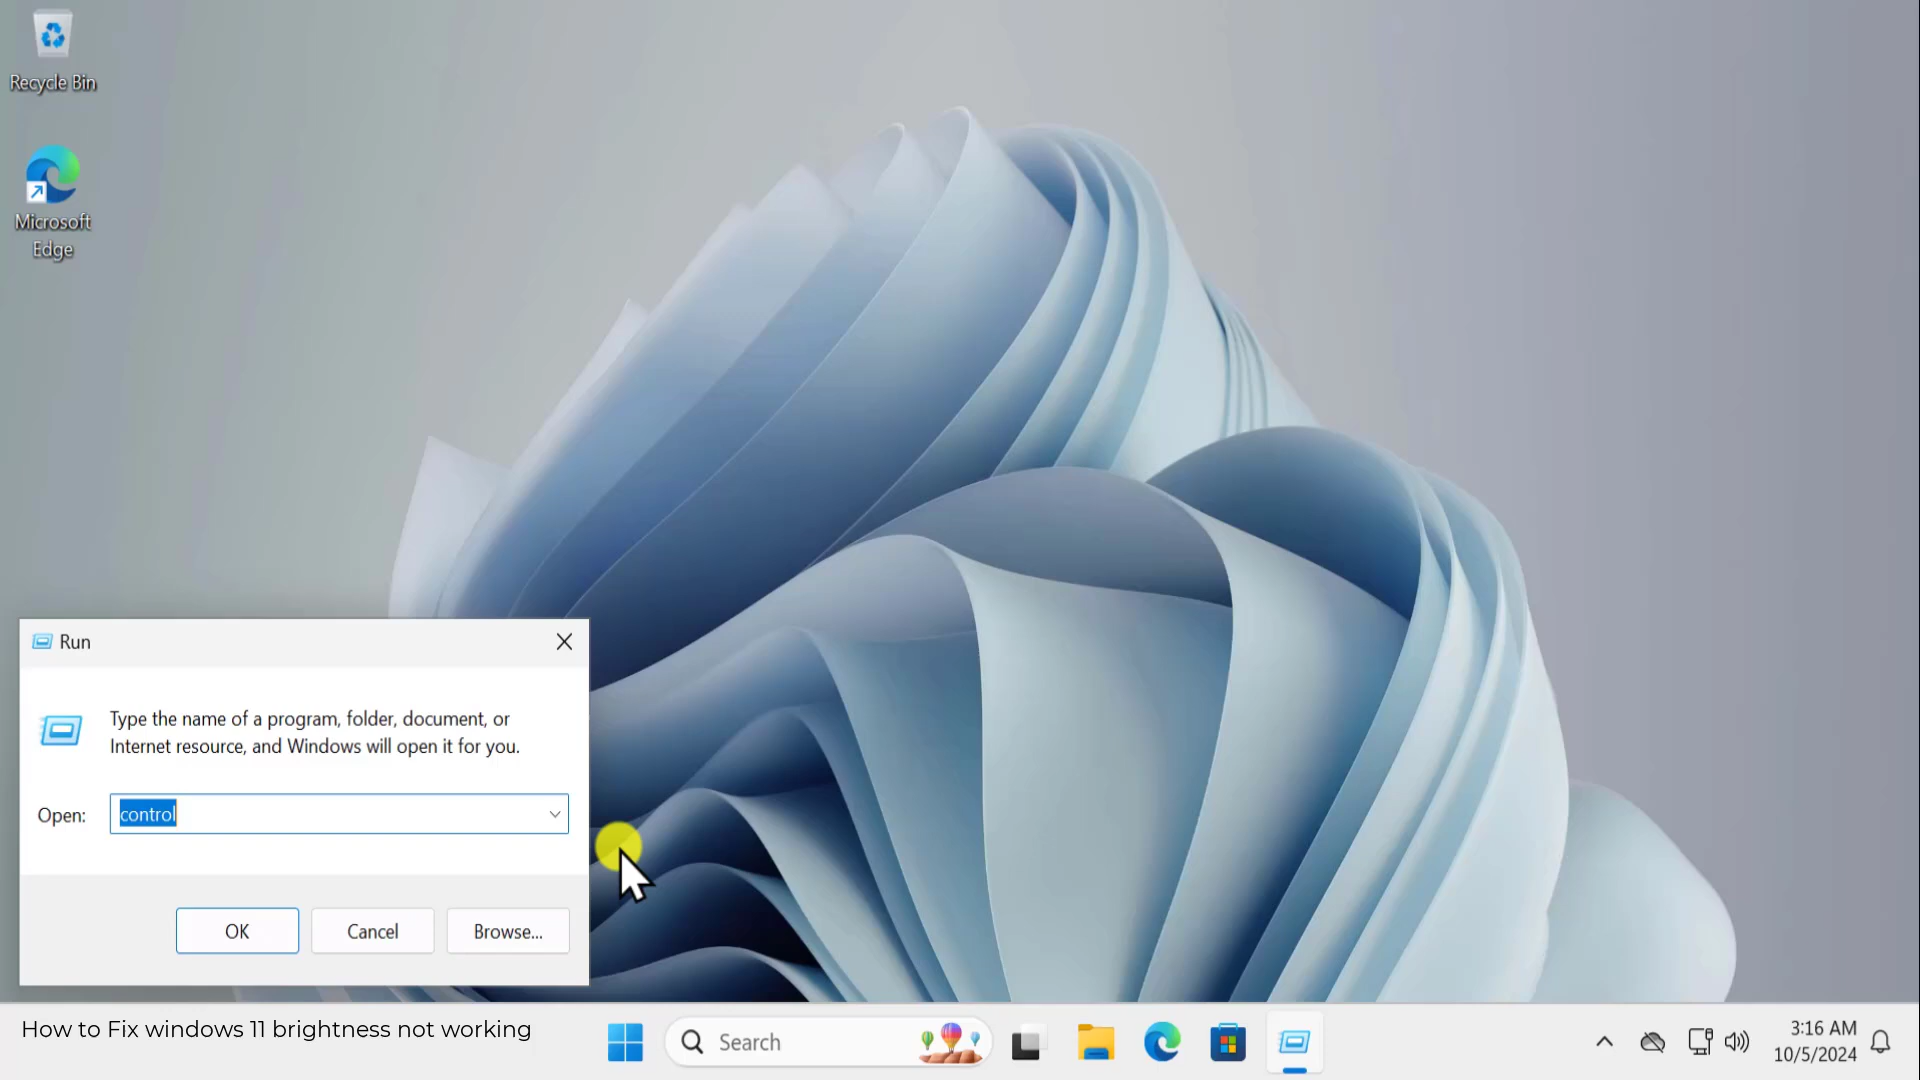 Recycle Bin
Microsoft
Edge
Run
Type the name of a program, folder, document, or
Internet resource, and Windows will open it for you.
Open:
control
OK
Cancel
Browse...
How to Fix windows 11 brightness not working
Search
3:16 AM
10/5/2024